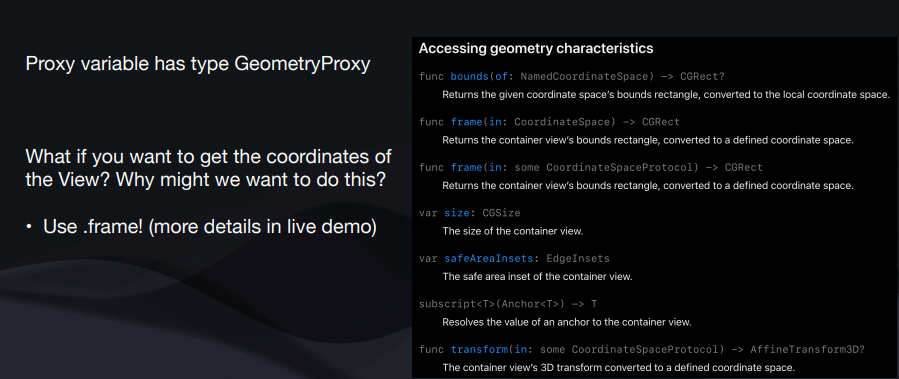 Proxy variable has type GeometryProxy
What if you want to get the coordinates of
the View? Why might we want to do this?
• Use .frame! (more details in live demo)
Accessing geometry characteristics
func bounds(of: NamedCoordinateSpace) -> CGRect?
Returns the given coordinate space's bounds rectangle, converted to the local coordinate space.
func frame(in: CoordinateSpace) -> CGRect
Returns the container view's bounds rectangle, converted to a defined coordinate space.
func frame(in: some CoordinateSpaceProtocol) -> CGRect
Returns the container view's bounds rectangle, converted to a defined coordinate space.
var size: CGSize
The size of the container view.
var safeAreaInsets: EdgeInsets
The safe area inset of the container view.
subscript<T>(Anchor<T>) -> T
Resolves the value of an anchor to the container view.
func transform(in: some CoordinateSpaceProtocol) -> AffineTransform3D?
The container view's 3D transform converted to a defined coordinate space.